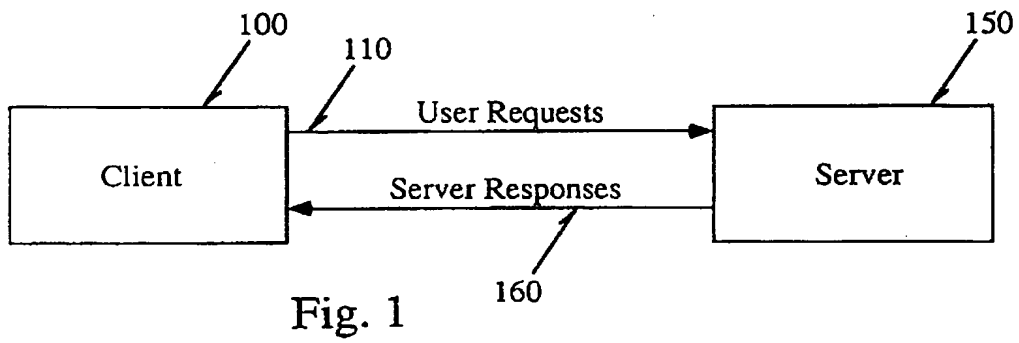 100
110
150
User Requests
Client
Server
Server Responses
160
Fig. 1